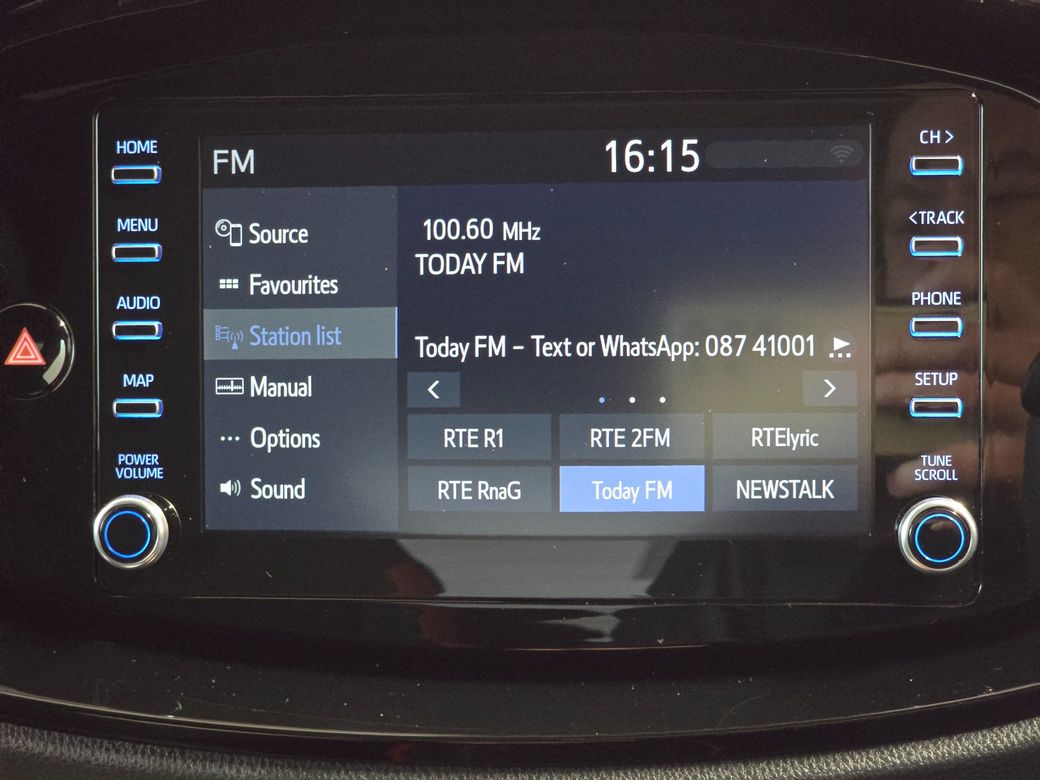 HOME
MENU
AUDIO
MAP
POWER
VOLUME
FM
16:15
Source
Favourites
Station list
Manual
Options
Sound
100.60 MHz
TODAY FM
Today FM – Text or WhatsApp: 087 41001
RTE R1
RTE 2FM
RTElyric
RTE RnaG
Today FM
NEWSTALK
CH >
<TRACK
PHONE
SETUP
TUNE
SCROLL